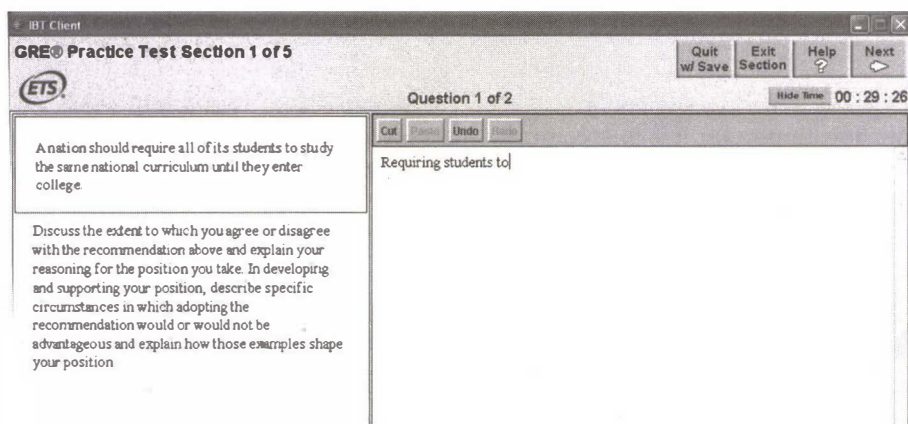 IBT Client
GRE® Practice Test Section 1 of 5
Quit w/ Save
Exit Section
Help ?
Next
ETS
Question 1 of 2
Hide Time 00 : 29 : 26
Cut Paste Undo Redo
A nation should require all of its students to study
the same national curriculum until they enter
college.
Requiring students to
Discuss the extent to which you agree or disagree
with the recommendation above and explain your
reasoning for the position you take. In developing
and supporting your position, describe specific
circumstances in which adopting the
recommendation would or would not be
advantageous and explain how those examples shape
your position